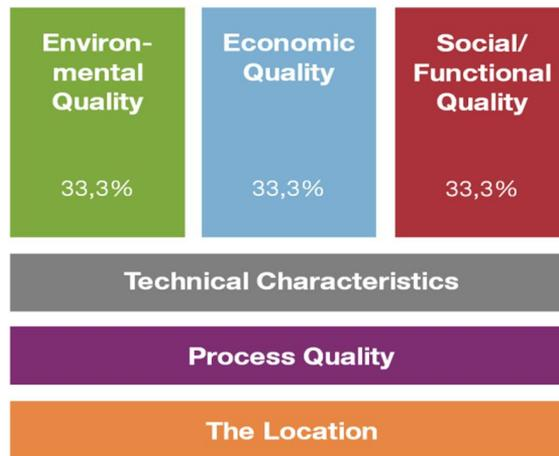 Environ-
mental
Quality
33,3%
Economic
Quality
33,3%
Social/
Functional
Quality
33,3%
Technical Characteristics
Process Quality
The Location